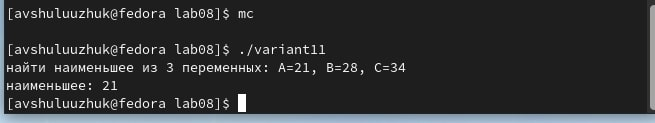 [avshuluuzhuk@fedora lab08]$ mc
[avshuluuzhuk@fedora lab08]$ ./variant11
найти наименьшее из 3 переменных: A=21, B=28, C=34
наименьшее: 21
[avshuluuzhuk@fedora lab08]$